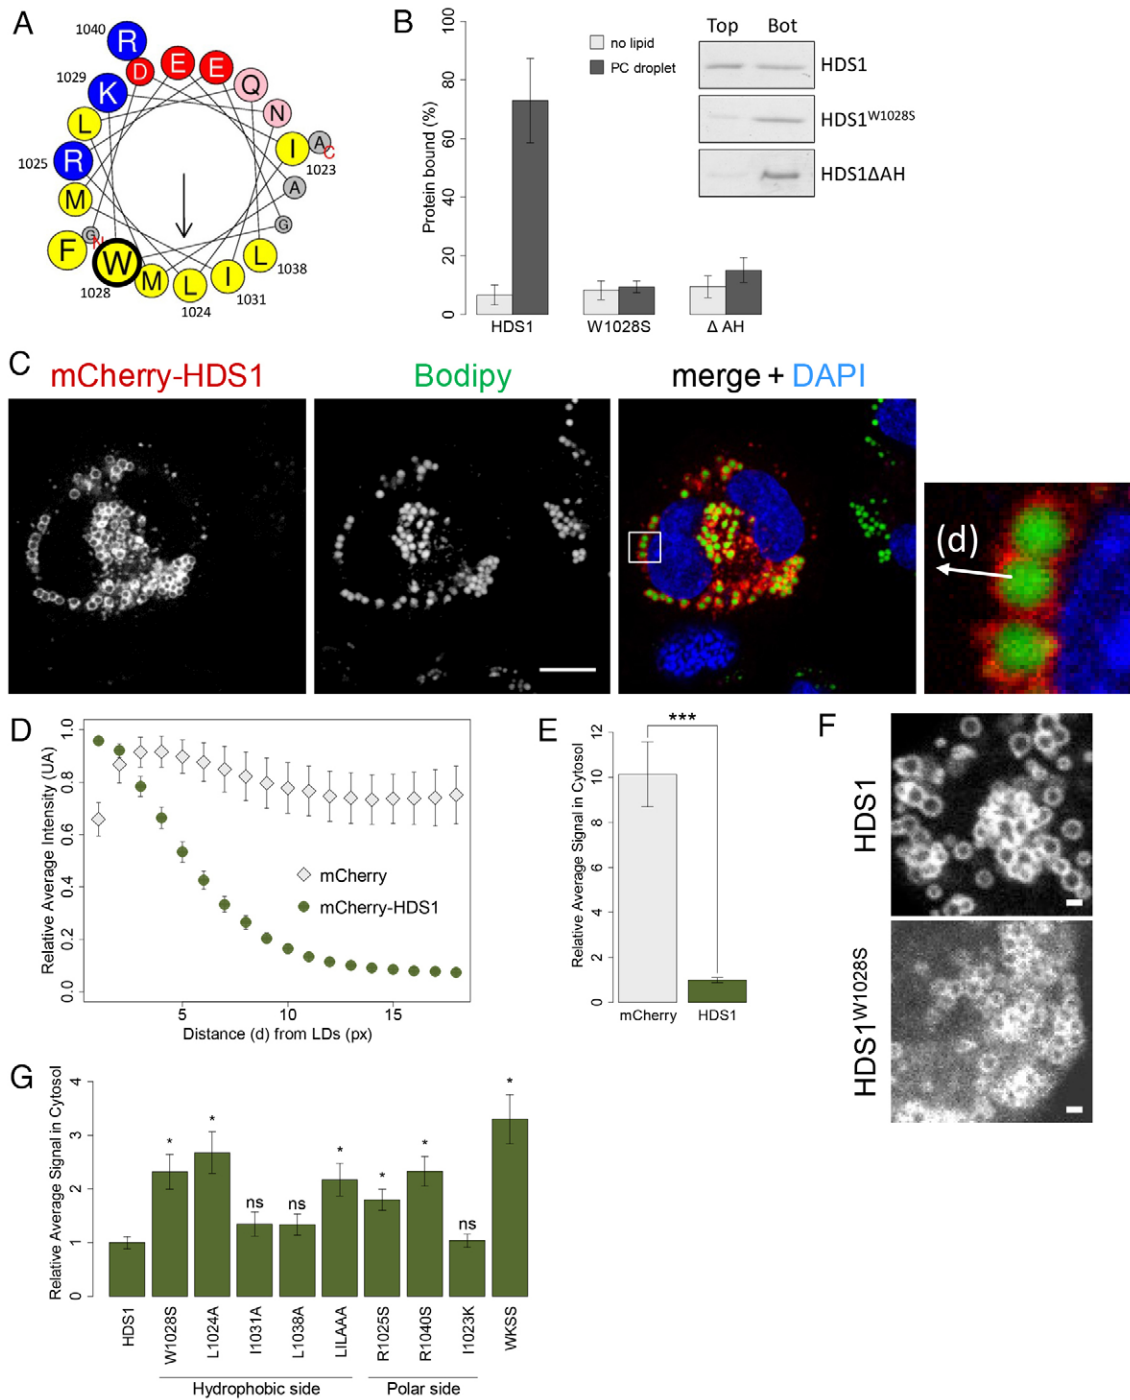 A
1040
R
D
E
E
Q
N
I
A
C
1023
A
G
L
1038
I
1031
L
1024
M
W
1028
G
N
F
M
R
1025
L
K
1029
B
Protein bound (%)
100
80
60
40
20
0
no lipid
PC droplet
HDS1
W1028S
Δ AH
Top Bot
HDS1
HDS1W1028S
HDS1ΔAH
C
mCherry-HDS1
Bodipy
merge + DAPI
(d)
D
Relative Average Intensity (UA)
1.0
0.8
0.6
0.4
0.2
0.0
mCherry
mCherry-HDS1
5 10 15
Distance (d) from LDs (px)
E
Relative Average Signal in Cytosol
12
10
8
6
4
2
0
***
mCherry HDS1
F
HDS1
HDS1W1028S
G
Relative Average Signal in Cytosol
4
3
2
1
0
*
*
ns
ns
*
*
*
ns
*
HDS1
W1028S
L1024A
I1031A
L1038A
LILAAA
R1025S
R1040S
I1023K
WKSS
Hydrophobic side
Polar side